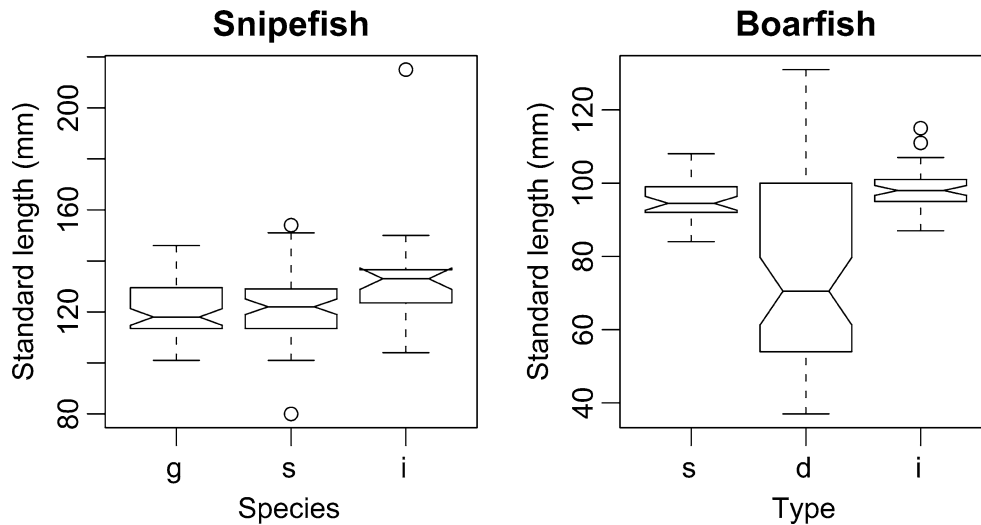 Snipefish
Standard length (mm)
200
160
120
80
g s i
Species
Boarfish
Standard length (mm)
120
100
80
60
40
s d i
Type